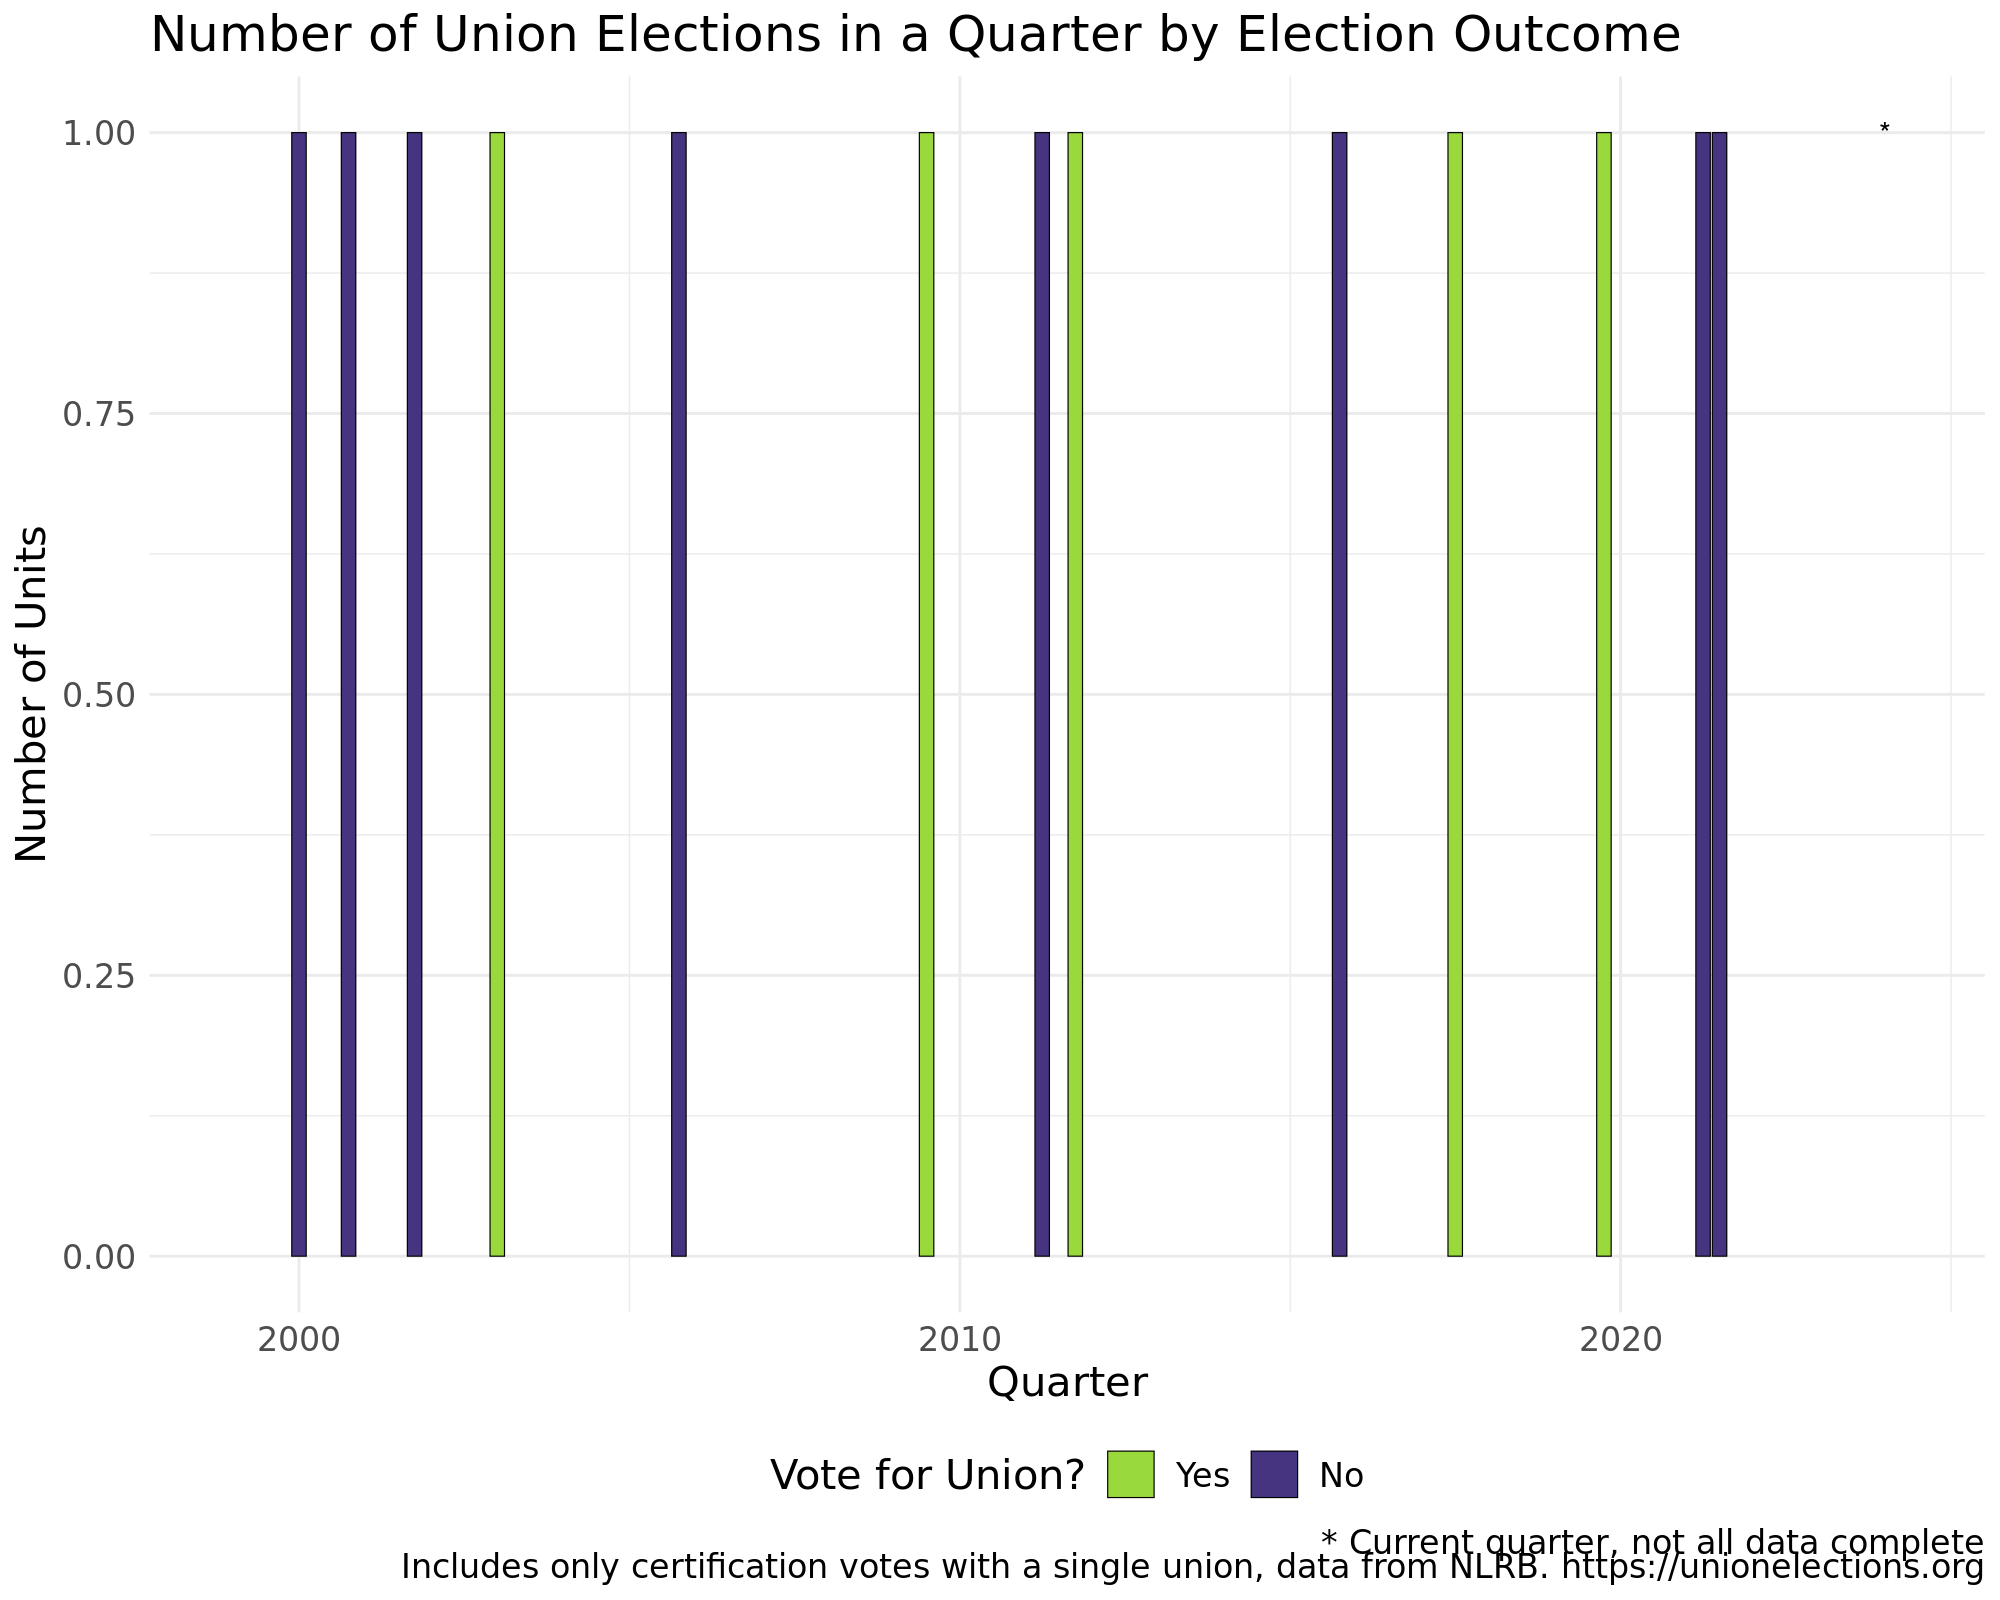 Number of Union Elections in a Quarter by Election Outcome
*
1.00
0.75
0.50
0.25
0.00
Number of Units
2000 2010 2020
Quarter
Vote for Union? Yes No
* Current quarter, not all data complete
Includes only certification votes with a single union, data from NLRB. https://unionelections.org